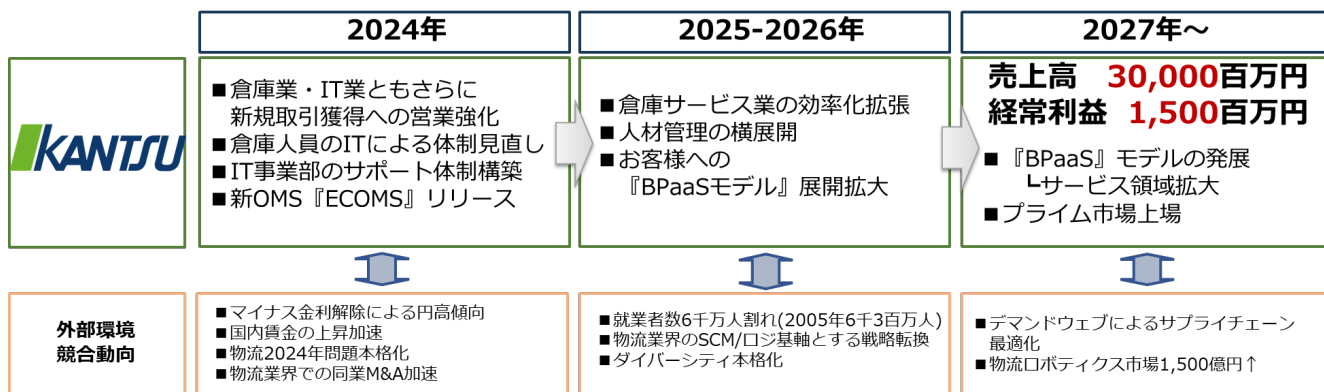 2024年
2025-2026年
2027年～
KANTSU
■倉庫業・IT業ともさらに
新規取引獲得への営業強化
■倉庫人員のITによる体制見直し
■IT事業部のサポート体制構築
■新OMS『ECOMS』リリース
■倉庫サービス業の効率化拡張
■人材管理の横展開
■お客様への
『BPaaSモデル』展開拡大
売上高 30,000百万円
経常利益 1,500百万円
■『BPaaS』モデルの発展
┗サービス領域拡大
■プライム市場上場
外部環境
競合動向
■マイナス金利解除による円高傾向
■国内賃金の上昇加速
■物流2024年問題本格化
■物流業界での同業M&A加速
■就業者数6千万人割れ(2005年6千3百万人)
■物流業界のSCM/ロジ基軸とする戦略転換
■ダイバーシティ本格化
■デマンドウェブによるサプライチェーン
最適化
■物流ロボティクス市場1,500億円↑